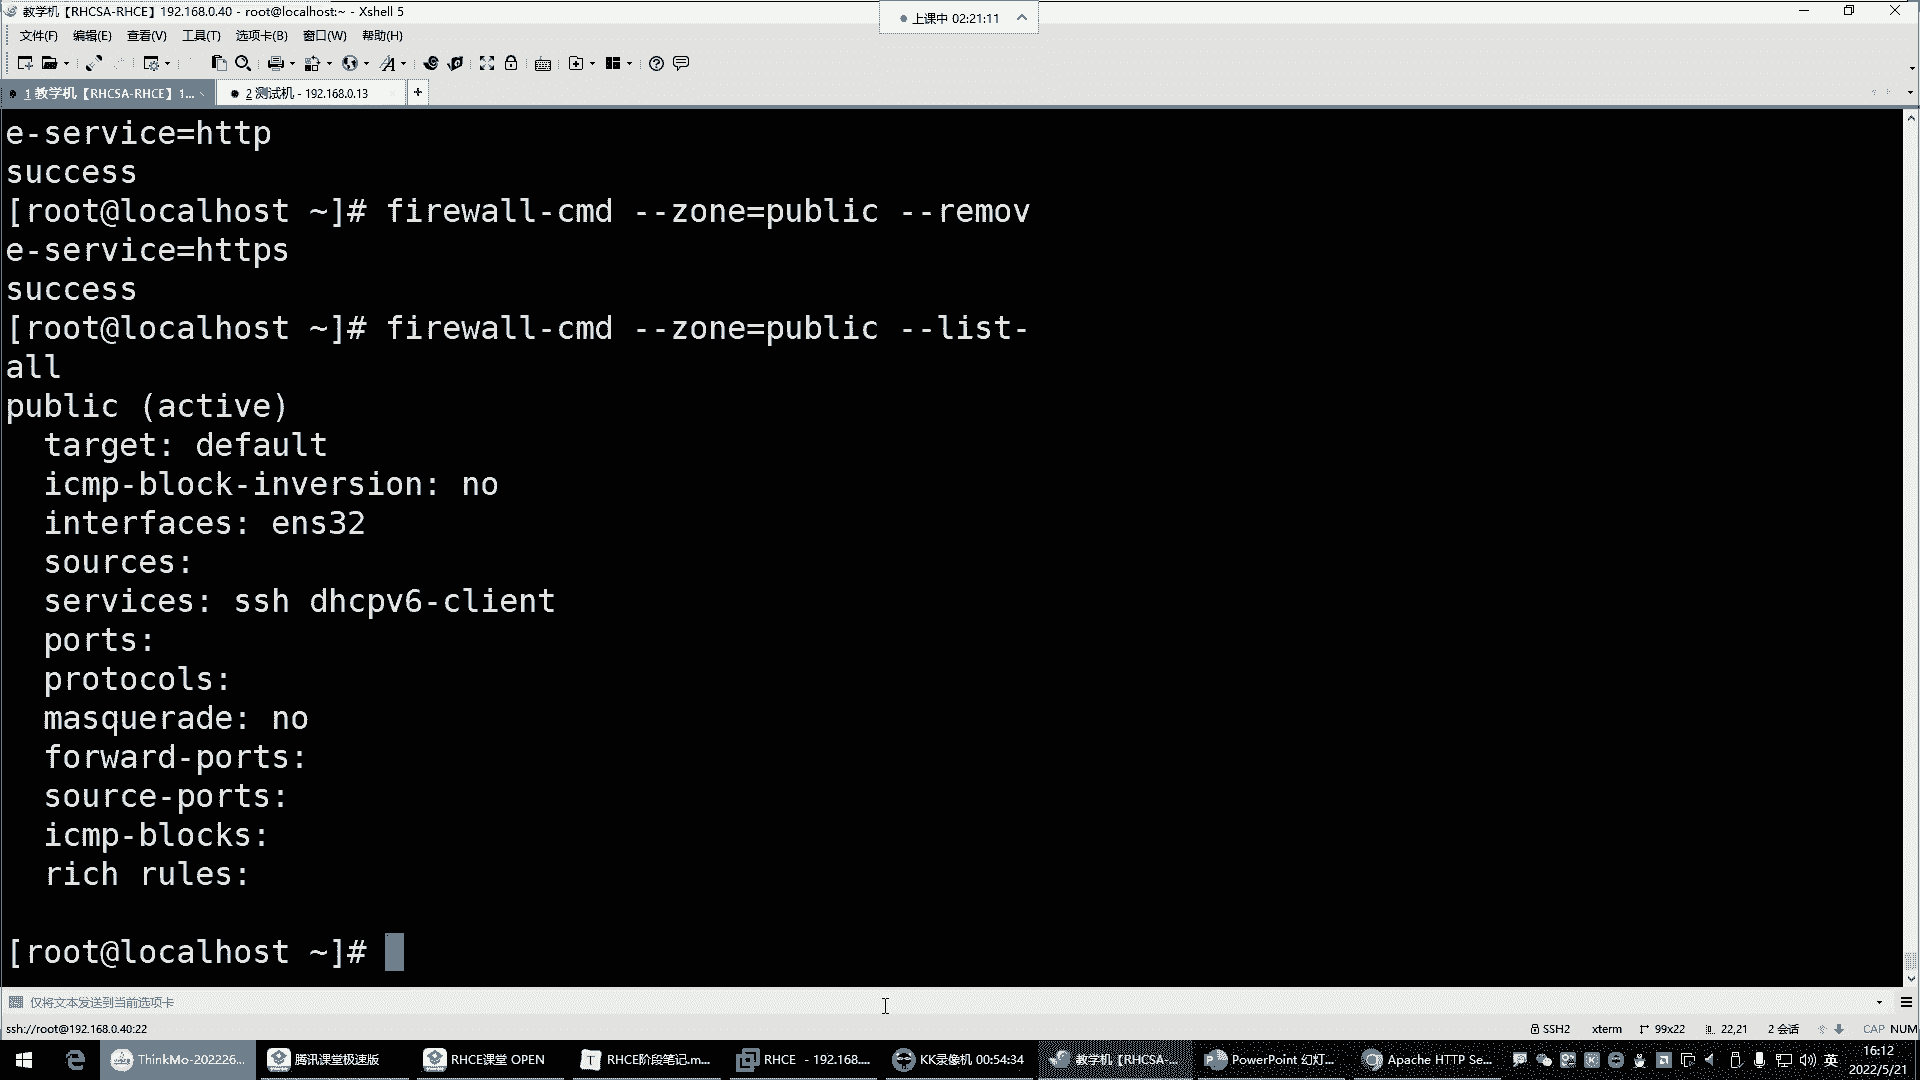 教学机【RHCSA-RHCE】192.168.0.40 - root@localhost:~ - Xshell 5
上课中 02:21:11
文件(F) 编辑(E) 查看(V) 工具(T) 选项卡(B) 窗口(W) 帮助(H)
1 教学机【RHCSA-RHCE】1... 2 测试机 - 192.168.0.13
e-service=http
success
[root@localhost ~]# firewall-cmd --zone=public --remov
e-service=https
success
[root@localhost ~]# firewall-cmd --zone=public --list-
all
public (active)
target: default
icmp-block-inversion: no
interfaces: ens32
sources:
services: ssh dhcpv6-client
ports:
protocols:
masquerade: no
forward-ports:
source-ports:
icmp-blocks:
rich rules:
[root@localhost ~]#
仅将文本发送到当前选项卡
ssh://root@192.168.0.40:22 SSH2 xterm 99x22 22,21 2 会话 CAP NUM
ThinkMo-202226... 腾讯课堂极速版 RHCE课堂 OPEN RHCE阶段笔记.m... RHCE - 192.168.... KK录像机 00:54:34 教学机【RHCSA-... PowerPoint 幻灯... Apache HTTP Se... 英 16:12
2022/5/21